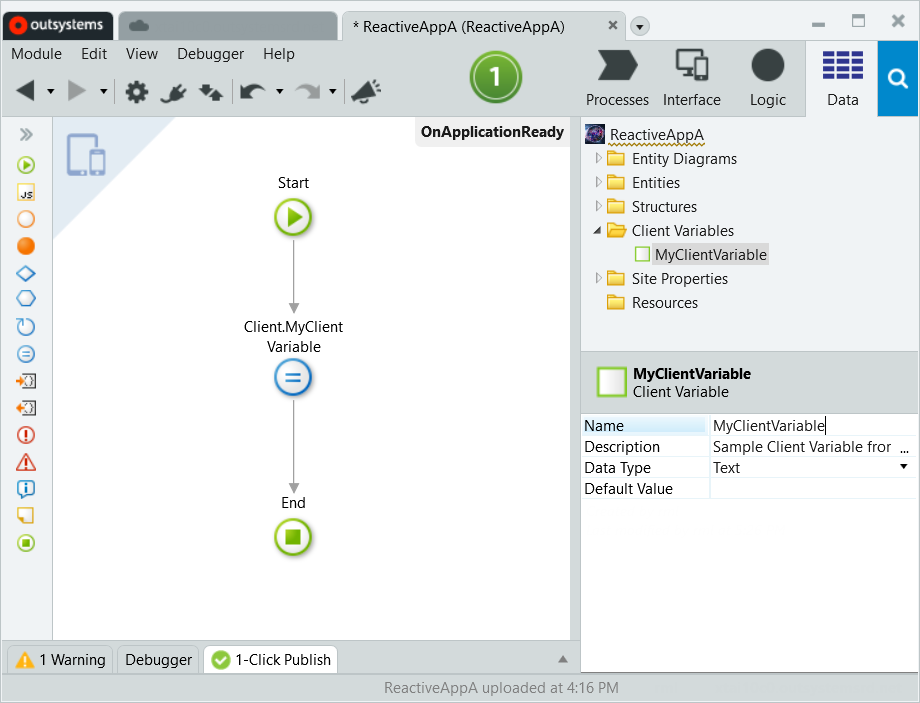 outsystems
* ReactiveAppA (ReactiveAppA)
Module Edit View Debugger Help
1
Processes Interface Logic Data
OnApplicationReady
JS
Start
Client.MyClient
Variable
End
ReactiveAppA
Entity Diagrams
Entities
Structures
Client Variables
MyClientVariable
Site Properties
Resources
MyClientVariable
Client Variable
Name MyClientVariable
Description Sample Client Variable fror ...
Data Type Text
Default Value
1 Warning Debugger 1-Click Publish
ReactiveAppA uploaded at 4:16 PM